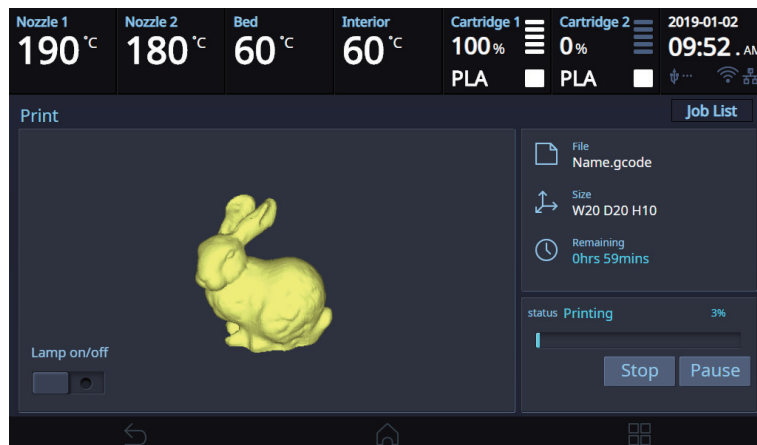 Nozzle 1
190 °C
Nozzle 2
180 °C
Bed
60 °C
Interior
60 °C
Cartridge 1
100 %
PLA
Cartridge 2
0 %
PLA
2019-01-02
09:52 . AM
Print
Job List
File
Name.gcode
Size
W20 D20 H10
Remaining
0hrs 59mins
status Printing 3%
Lamp on/off
Stop
Pause